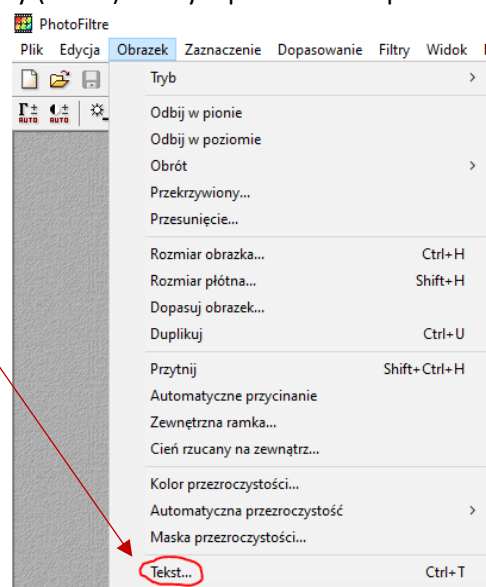 PhotoFiltre
Plik Edycja Obrazek Zaznaczenie Dopasowanie Filtry Widok
Tryb >
AUTO AUTO
Odbij w pionie
Odbij w poziomie
Obrót >
Przekrzywiony...
Przesunięcie...
Rozmiar obrazka... Ctrl+H
Rozmiar płótna... Shift+H
Dopasuj obrazek...
Duplikuj Ctrl+U
Przytnij Shift+Ctrl+H
Automatyczne przycinanie
Zewnętrzna ramka...
Cień rzucany na zewnątrz...
Kolor przezroczystości...
Automatyczna przezroczystość >
Maska przezroczystości...
Tekst... Ctrl+T